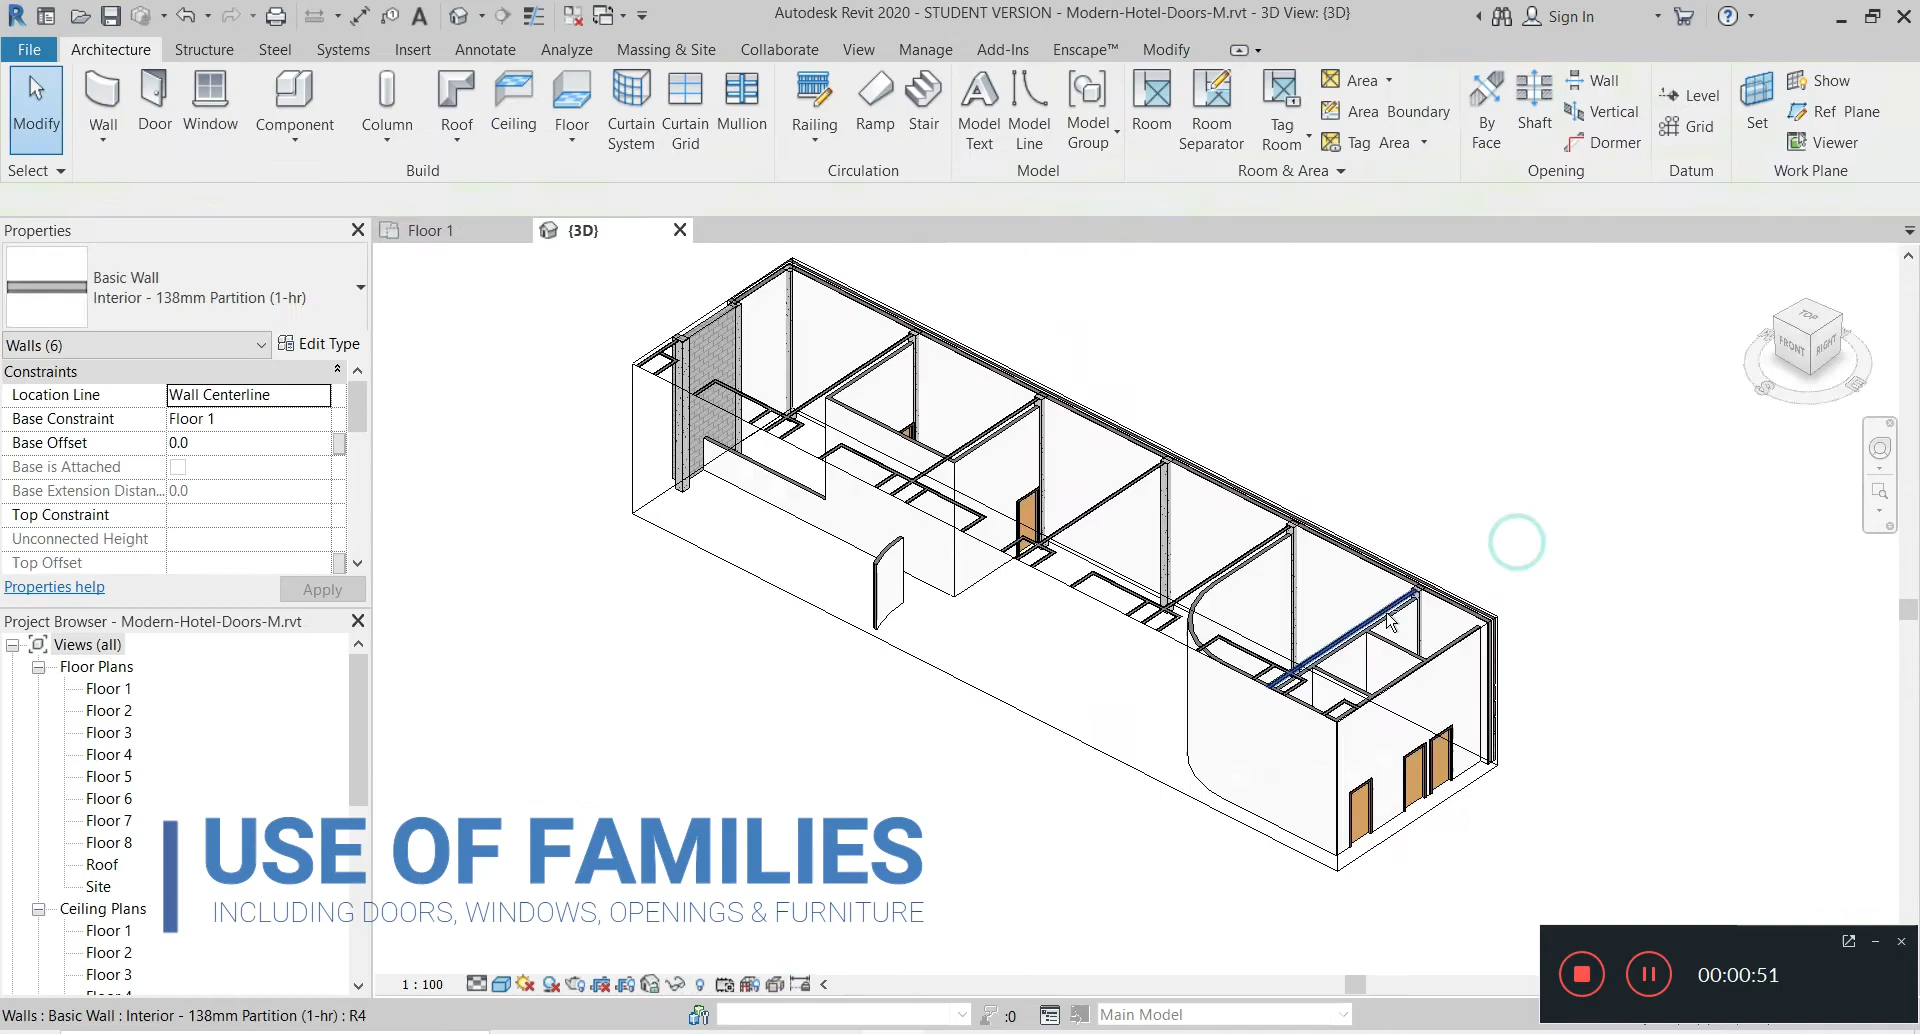 Autodesk Revit 2020 - STUDENT VERSION - Modern-Hotel-Doors-M.rvt - 3D View: {3D}
Sign In
File Architecture Structure Steel Systems Insert Annotate Analyze Massing & Site Collaborate View Manage Add-Ins Enscape™ Modify
Modify
Wall
Door
Window
Component
Column
Roof
Ceiling
Floor
Curtain System
Curtain Grid
Mullion
Railing
Ramp
Stair
Model Text
Model Line
Model Group
Room
Room Separator
Tag Room
Area
Area Boundary
Tag Area
By Face
Shaft
Wall
Vertical
Dormer
Level
Grid
Set
Show
Ref Plane
Viewer
Select
Build
Circulation
Model
Room & Area
Opening
Datum
Work Plane
Properties
Floor 1
{3D}
Basic Wall
Interior - 138mm Partition (1-hr)
Walls (6)
Edit Type
Constraints
Location Line Wall Centerline
Base Constraint Floor 1
Base Offset 0.0
Base is Attached
Base Extension Distan... 0.0
Top Constraint
Unconnected Height
Top Offset
Properties help
Apply
Project Browser - Modern-Hotel-Doors-M.rvt
Views (all)
Floor Plans
Floor 1
Floor 2
Floor 3
Floor 4
Floor 5
Floor 6
Floor 7
Floor 8
Roof
Site
Ceiling Plans
Floor 1
Floor 2
Floor 3
TOP
FRONT
RIGHT
USE OF FAMILIES
INCLUDING DOORS, WINDOWS, OPENINGS & FURNITURE
1 : 100
00:00:51
Walls : Basic Wall : Interior - 138mm Partition (1-hr) : R4
:0
Main Model